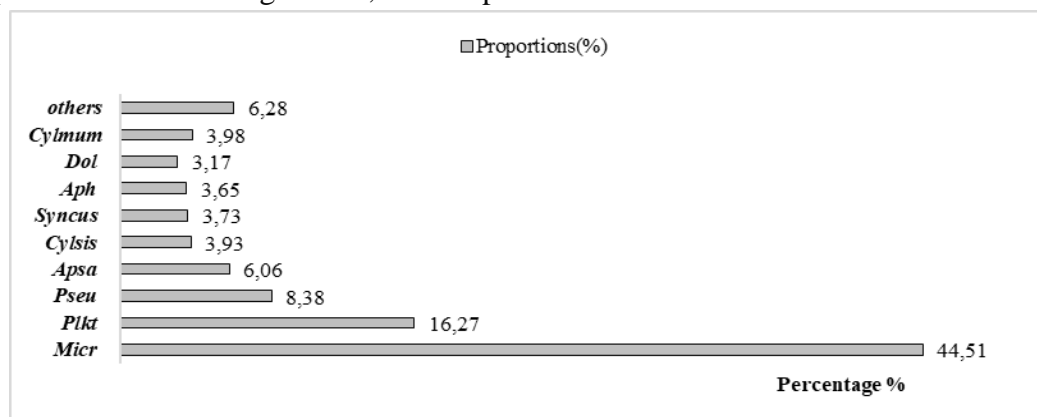 Proportions(%)
others 6,28
Cylmum 3,98
Dol 3,17
Aph 3,65
Syncus 3,73
Cylsis 3,93
Apsa 6,06
Pseu 8,38
Plkt 16,27
Micr 44,51
Percentage %